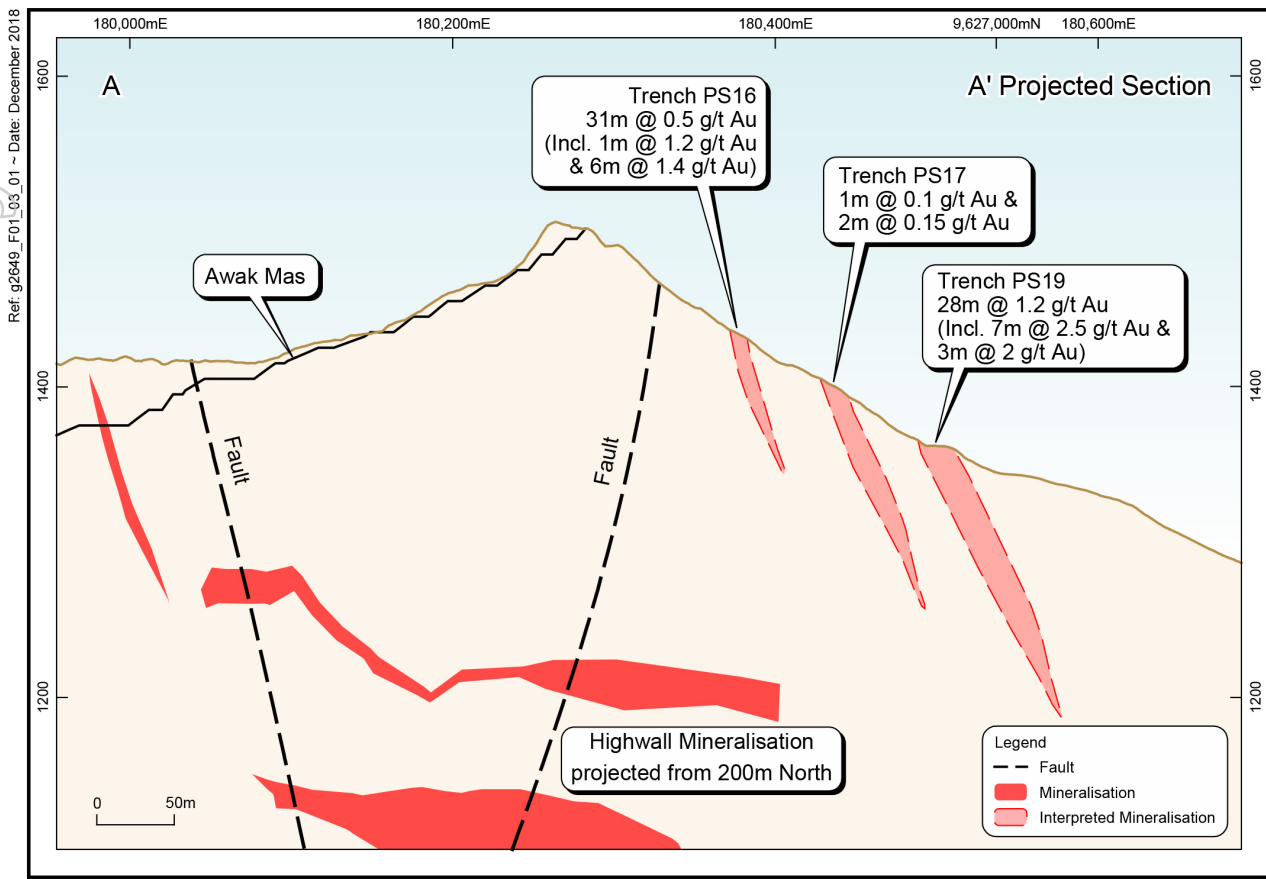 180,000mE
180,200mE
180,400mE
9,627,000mN
180,600mE
Ref: g2649_F01_03_01 ~ Date: December 2018
1600
1600
A
A' Projected Section
Trench PS16
31m @ 0.5 g/t Au
(Incl. 1m @ 1.2 g/t Au
& 6m @ 1.4 g/t Au)
Trench PS17
1m @ 0.1 g/t Au &
2m @ 0.15 g/t Au
Awak Mas
Trench PS19
28m @ 1.2 g/t Au
(Incl. 7m @ 2.5 g/t Au &
3m @ 2 g/t Au)
1400
1400
Fault
Fault
1200
1200
Highwall Mineralisation
projected from 200m North
0 50m
Legend
Fault
Mineralisation
Interpreted Mineralisation